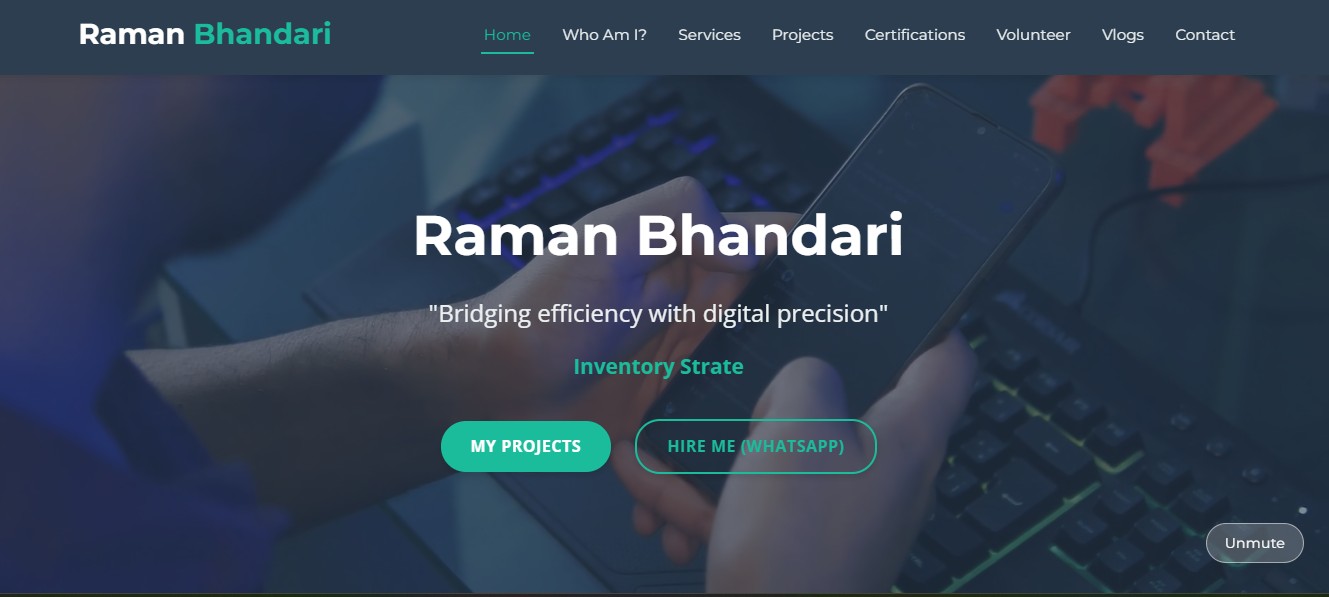 Raman Bhandari
Home Who Am I? Services Projects Certifications Volunteer Vlogs Contact
Raman Bhandari
"Bridging efficiency with digital precision"
Inventory Strate
MY PROJECTS
HIRE ME (WHATSAPP)
Unmute